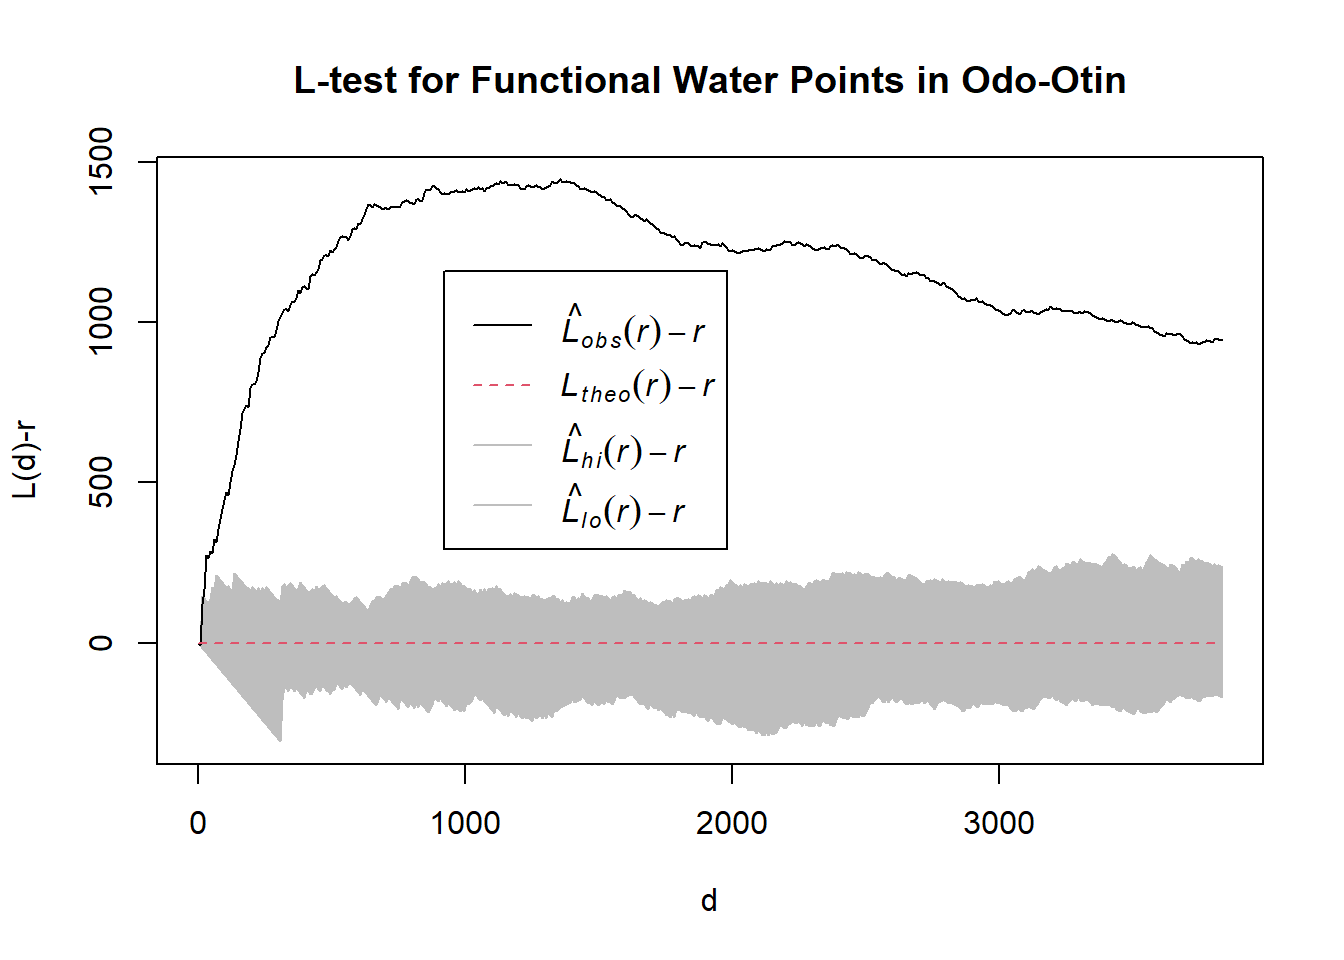 L-test for Functional Water Points in Odo-Otin
1500
1000
500
0
L(d)-r
L̂obs(r) − r
Ltheo(r) − r
L̂hi(r) − r
L̂lo(r) − r
0 1000 2000 3000
d